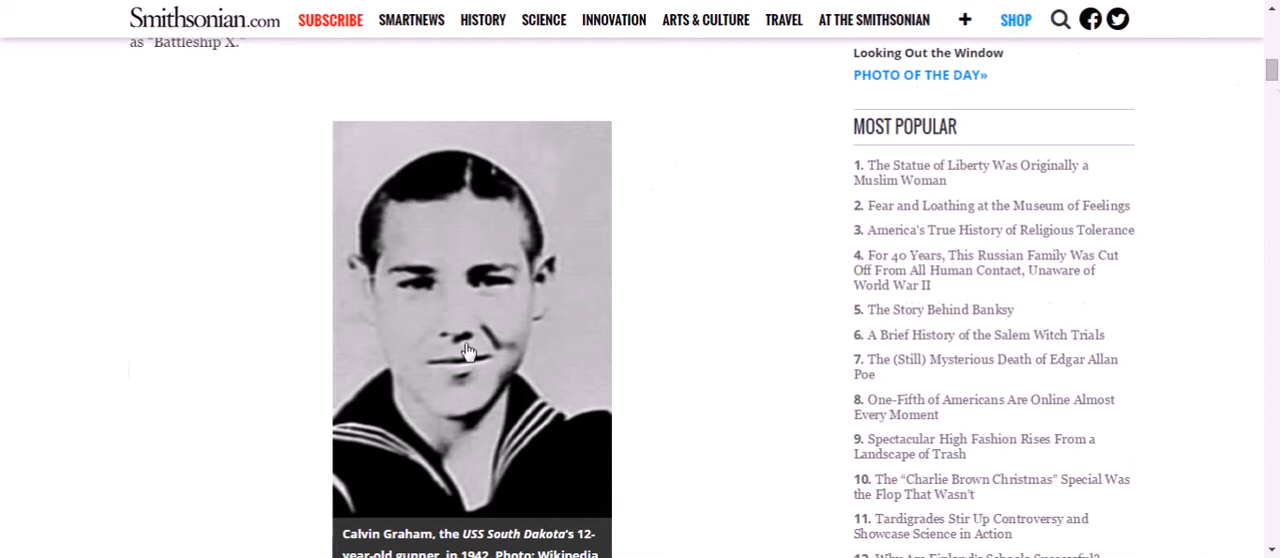 Smithsonian.com SUBSCRIBE SMARTNEWS HISTORY SCIENCE INNOVATION ARTS & CULTURE TRAVEL AT THE SMITHSONIAN + SHOP
as “Battleship X.”
Looking Out the Window
PHOTO OF THE DAY»
MOST POPULAR
1. The Statue of Liberty Was Originally a
Muslim Woman
2. Fear and Loathing at the Museum of Feelings
3. America's True History of Religious Tolerance
4. For 40 Years, This Russian Family Was Cut
Off From All Human Contact, Unaware of
World War II
5. The Story Behind Banksy
6. A Brief History of the Salem Witch Trials
7. The (Still) Mysterious Death of Edgar Allan
Poe
8. One-Fifth of Americans Are Online Almost
Every Moment
9. Spectacular High Fashion Rises From a
Landscape of Trash
10. The “Charlie Brown Christmas” Special Was
the Flop That Wasn't
11. Tardigrades Stir Up Controversy and
Showcase Science in Action
12. Why Are Finland's Schools Successful?
Calvin Graham, the USS South Dakota's 12-
year-old gunner, in 1942. Photo: Wikipedia